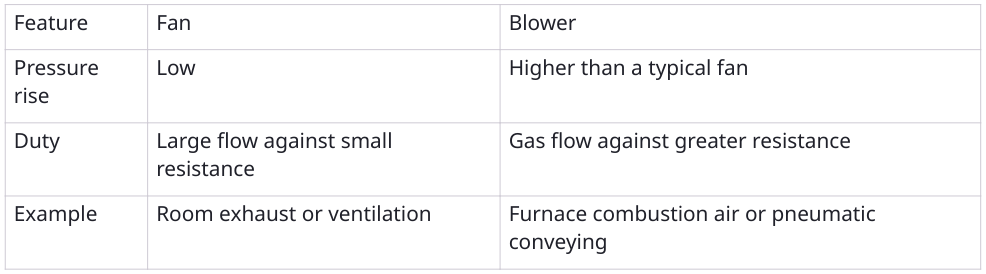 Feature Fan Blower
Pressure rise Low Higher than a typical fan
Duty Large flow against small resistance Gas flow against greater resistance
Example Room exhaust or ventilation Furnace combustion air or pneumatic conveying